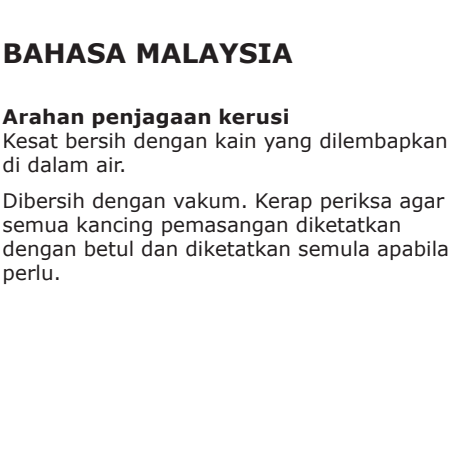 BAHASA MALAYSIA
Arahan penjagaan kerusi
Kesat bersih dengan kain yang dilembapkan
di dalam air.
Dibersih dengan vakum. Kerap periksa agar
semua kancing pemasangan diketatkan
dengan betul dan diketatkan semula apabila
perlu.